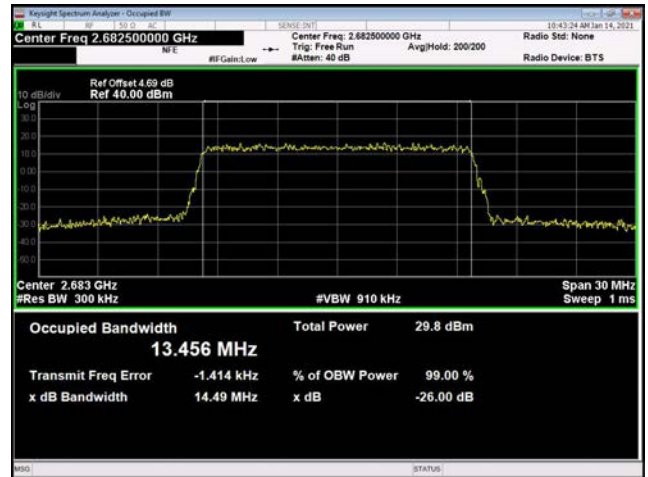 Keysight Spectrum Analyzer - Occupied BW
RL RF 50 Ω AC SENSE:INT 10:43:24 AM Jan 14, 2021
Center Freq 2.682500000 GHz Center Freq: 2.682500000 GHz Radio Std: None
NFE Trig: Free Run Avg|Hold: 200/200
#IFGain:Low #Atten: 40 dB Radio Device: BTS
Ref Offset 4.69 dB
10 dB/div Ref 40.00 dBm
Log
30.0
20.0
10.0
0.00
-10.0
-20.0
-30.0
-40.0
-50.0
Center 2.683 GHz Span 30 MHz
#Res BW 300 kHz #VBW 910 kHz Sweep 1 ms
Occupied Bandwidth Total Power 29.8 dBm
13.456 MHz
Transmit Freq Error -1.414 kHz % of OBW Power 99.00 %
x dB Bandwidth 14.49 MHz x dB -26.00 dB
MSG STATUS